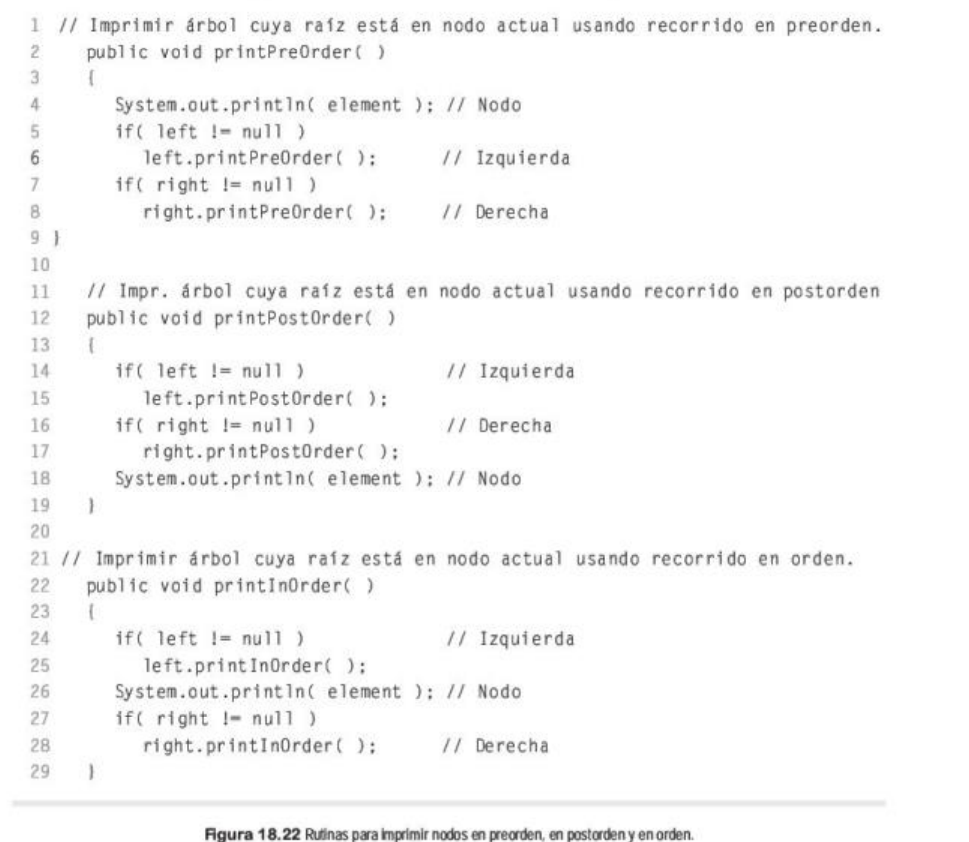 1 // Imprimir árbol cuya raíz está en nodo actual usando recorrido en preorden.
2 public void printPreOrder( )
3 {
4 System.out.println( element ); // Nodo
5 if( left != null )
6 left.printPreOrder( ); // Izquierda
7 if( right != null )
8 right.printPreOrder( ); // Derecha
9 }
10
11 // Impr. árbol cuya raíz está en nodo actual usando recorrido en postorden
12 public void printPostOrder( )
13 {
14 if( left != null ) // Izquierda
15 left.printPostOrder( );
16 if( right != null ) // Derecha
17 right.printPostOrder( );
18 System.out.println( element ); // Nodo
19 }
20
21 // Imprimir árbol cuya raíz está en nodo actual usando recorrido en orden.
22 public void printInOrder( )
23 {
24 if( left != null ) // Izquierda
25 left.printInOrder( );
26 System.out.println( element ); // Nodo
27 if( right != null )
28 right.printInOrder( ); // Derecha
29 }
Figura 18.22 Rutinas para imprimir nodos en preorden, en postorden y en orden.